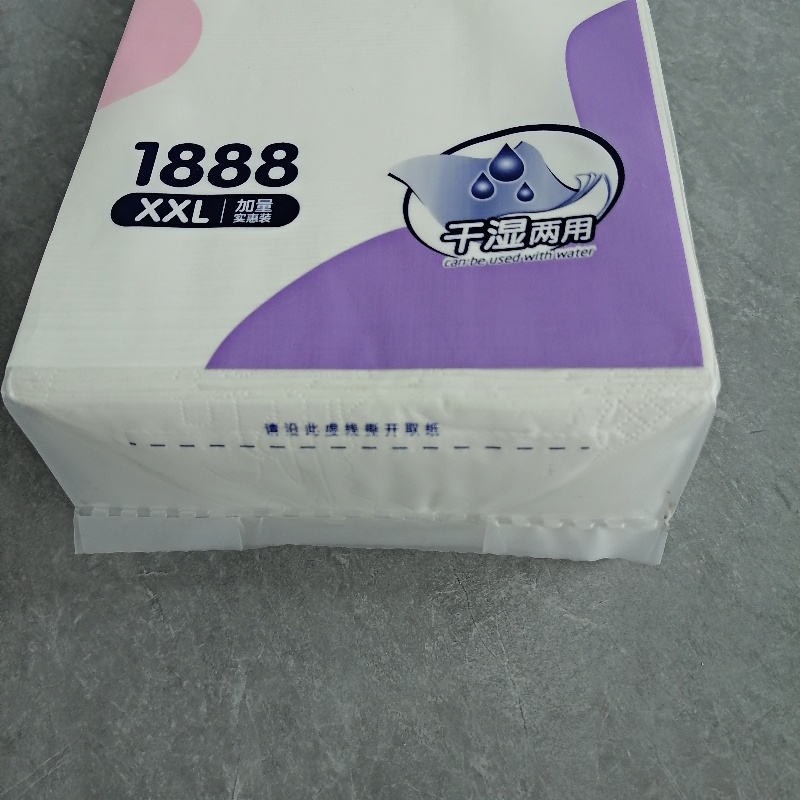 1888
XXL 加量
实惠装
干湿两用
can be used with water
请沿此虚线撕开取纸